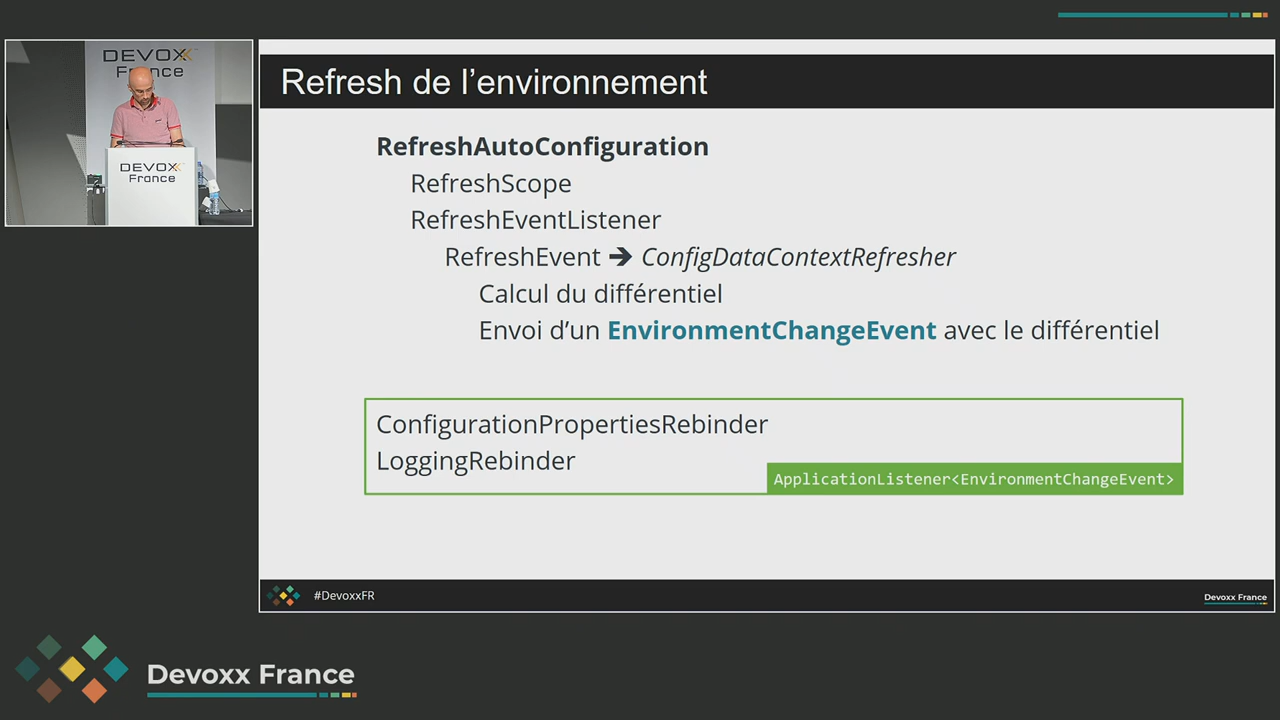 DEVOXX
France
DEVOXX
France
Refresh de l’environnement
RefreshAutoConfiguration
RefreshScope
RefreshEventListener
RefreshEvent ➔ ConfigDataContextRefresher
Calcul du différentiel
Envoi d’un EnvironmentChangeEvent avec le différentiel
ConfigurationPropertiesRebinder
LoggingRebinder
ApplicationListener<EnvironmentChangeEvent>
#DevoxxFR
Devoxx France
Devoxx France